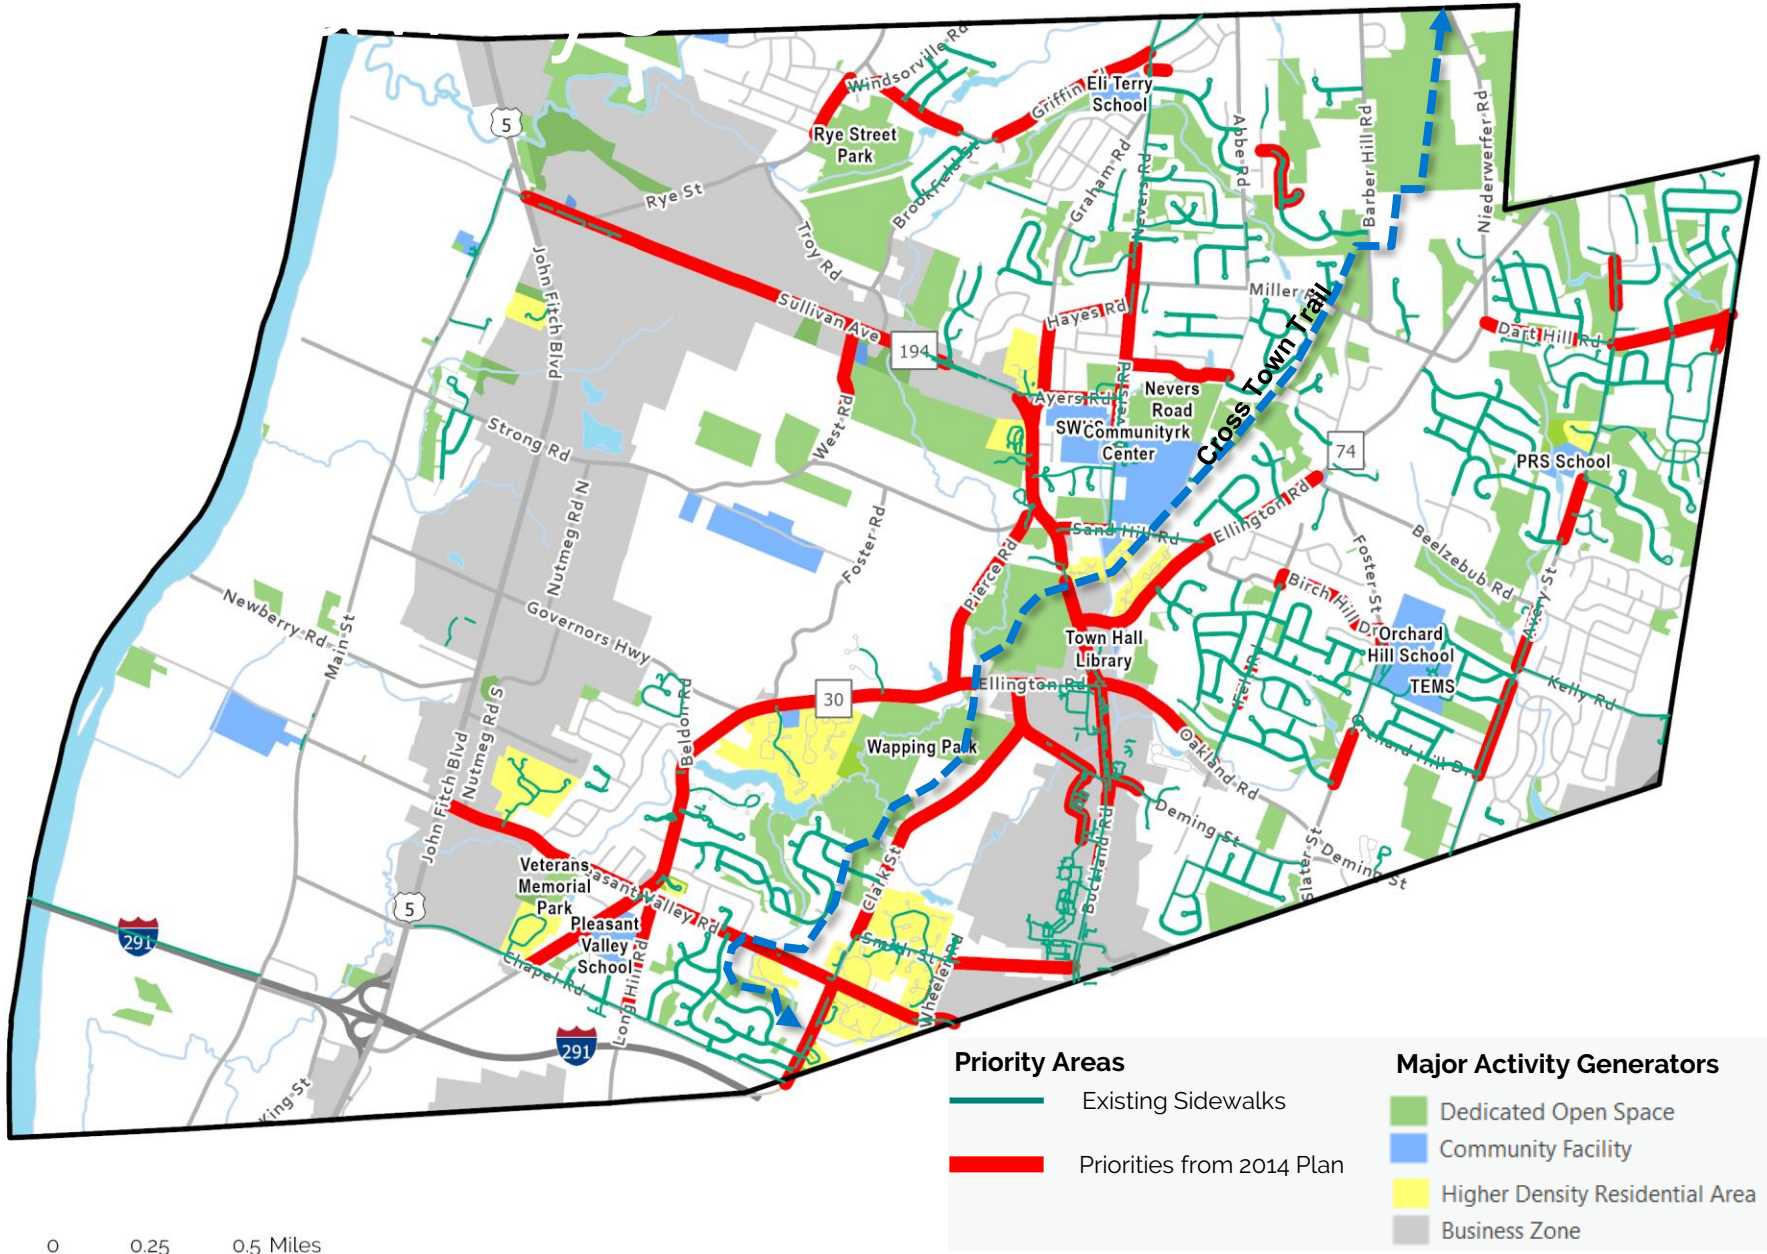 Windsorville Rd
Griffin
Eli Terry
School
5
Rye Street
Park
Abbe Rd
Barber Hill Rd
Niederwerfer Rd
Graham Rd
Nevers Rd
Brookfield St
Rye St
Troy Rd
John Fitch Blvd
Sullivan Ave
194
Hayes Rd
Miller
Dart Hill Rd
Cross Town Trail
Ayers Rd
Nevers
Road
Community
Center
74
PRS School
Strong Rd
West Rd
Nutmeg Rd N
Foster Rd
Sand Hill Rd
Ellington Rd
Beelzebub Rd
Foster St
Pierce Rd
Birch Hill Dr
Avery St
Newberry Rd
Main St
Governors Hwy
Town Hall
Library
Orchard
Hill School
TEMS
Kelly Rd
30
Ellington Rd
Beldon Rd
Nutmeg Rd S
Wapping Park
Oakland Rd
Orchard Hill Dr
John Fitch Blvd
Deming St
Slater St
Deming St
Buckland Rd
Clark St
Veterans
Memorial
Park
Valley Rd
5
Pleasant
Valley
School
291
Chapel Rd
Long Hill Rd
Smith St
Wheeler Rd
291
King St
Priority Areas
Existing Sidewalks
Priorities from 2014 Plan
Major Activity Generators
Dedicated Open Space
Community Facility
Higher Density Residential Area
Business Zone
0 0.25 0.5 Miles